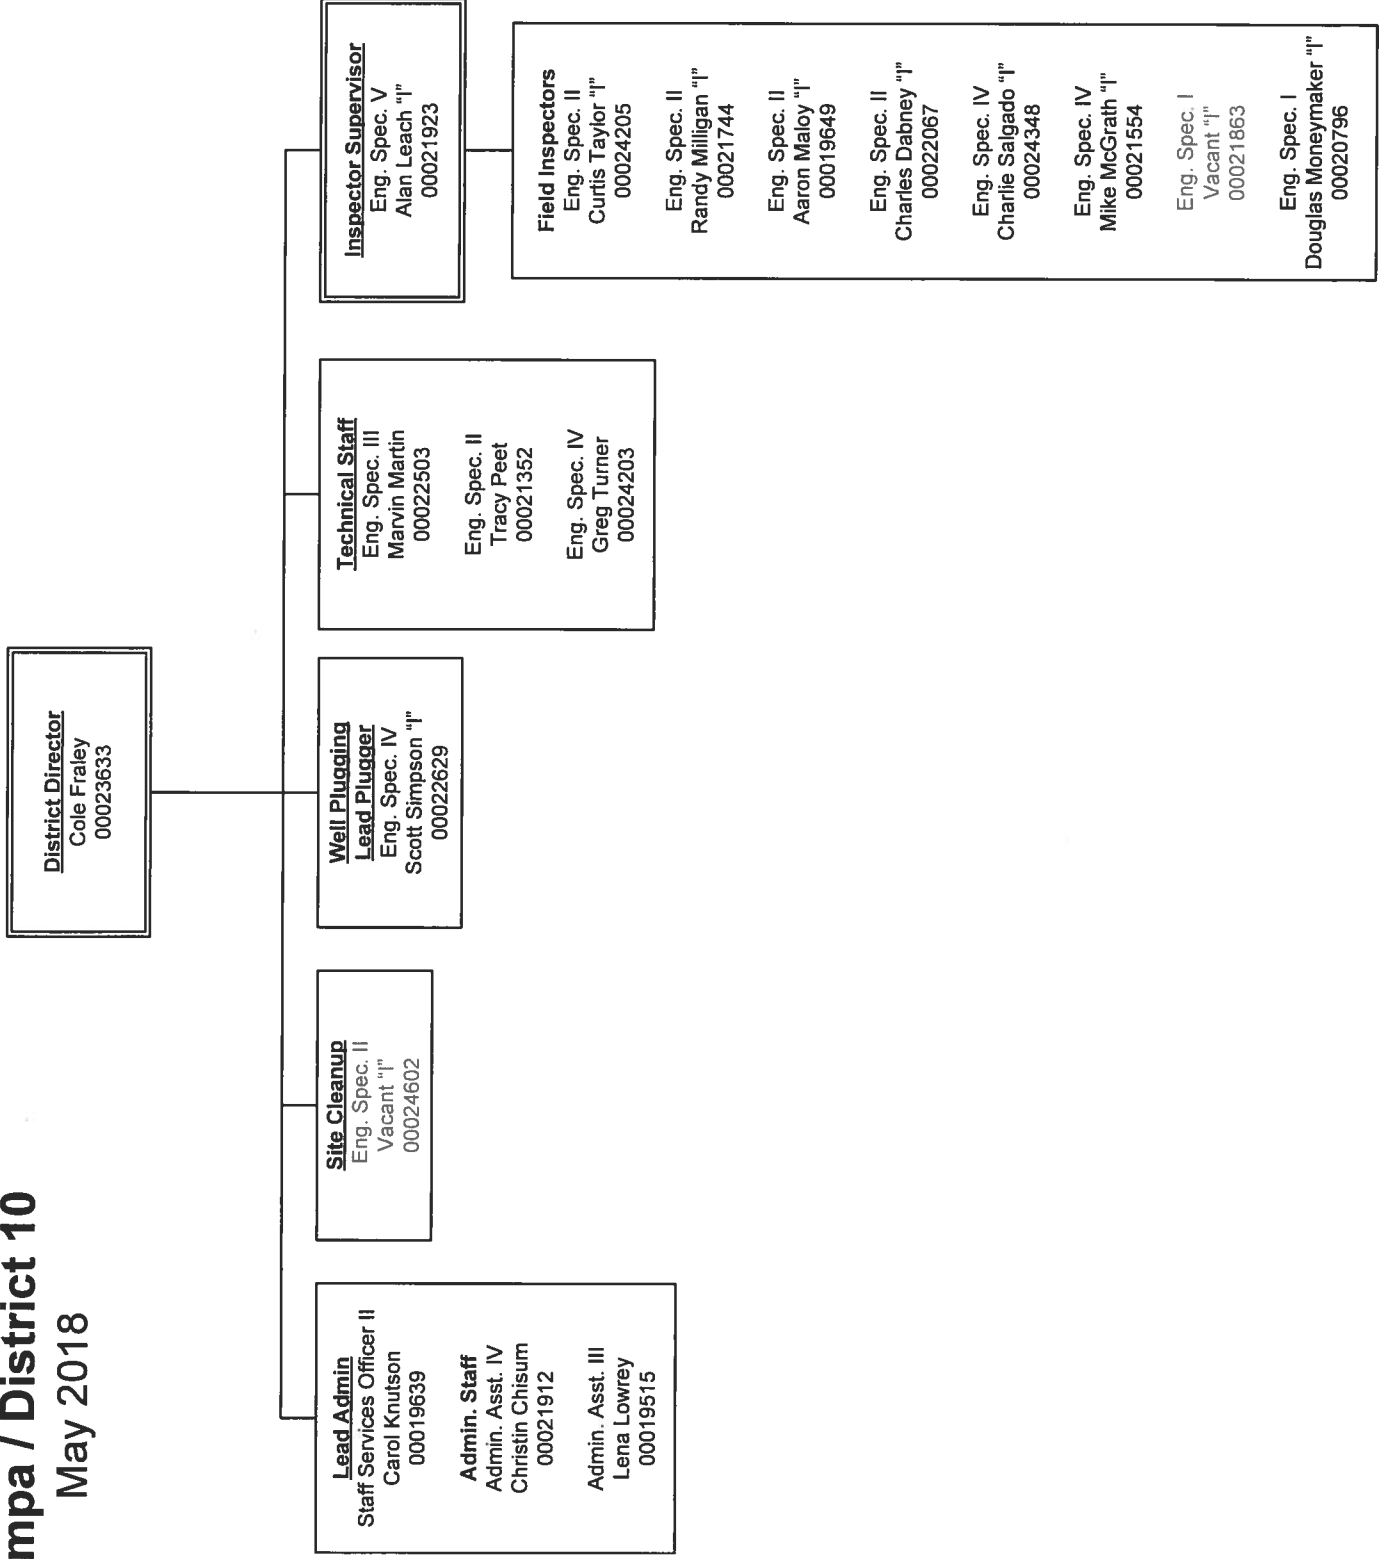 mpa / District 10
May 2018
District Director
Cole Fraley
00023633
Lead Admin
Staff Services Officer II
Carol Knutson
00019639
Admin. Staff
Admin. Asst. IV
Christin Chisum
00021912
Admin. Asst. III
Lena Lowrey
00019515
Site Cleanup
Eng. Spec. II
Vacant “I”
00024602
Well Plugging
Lead Plugger
Eng. Spec. IV
Scott Simpson “I”
00022629
Technical Staff
Eng. Spec. III
Marvin Martin
00022503
Eng. Spec. II
Tracy Peet
00021352
Eng. Spec. IV
Greg Turner
00024203
Inspector Supervisor
Eng. Spec. V
Alan Leach “I”
00021923
Field Inspectors
Eng. Spec. II
Curtis Taylor “I”
00024205
Eng. Spec. II
Randy Milligan “I”
00021744
Eng. Spec. II
Aaron Maloy “I”
00019649
Eng. Spec. II
Charles Dabney “I”
00022067
Eng. Spec. IV
Charlie Salgado “I”
00024348
Eng. Spec. IV
Mike McGrath “I”
00021554
Eng. Spec. I
Vacant “I”
00021863
Eng. Spec. I
Douglas Moneymaker “I”
00020796